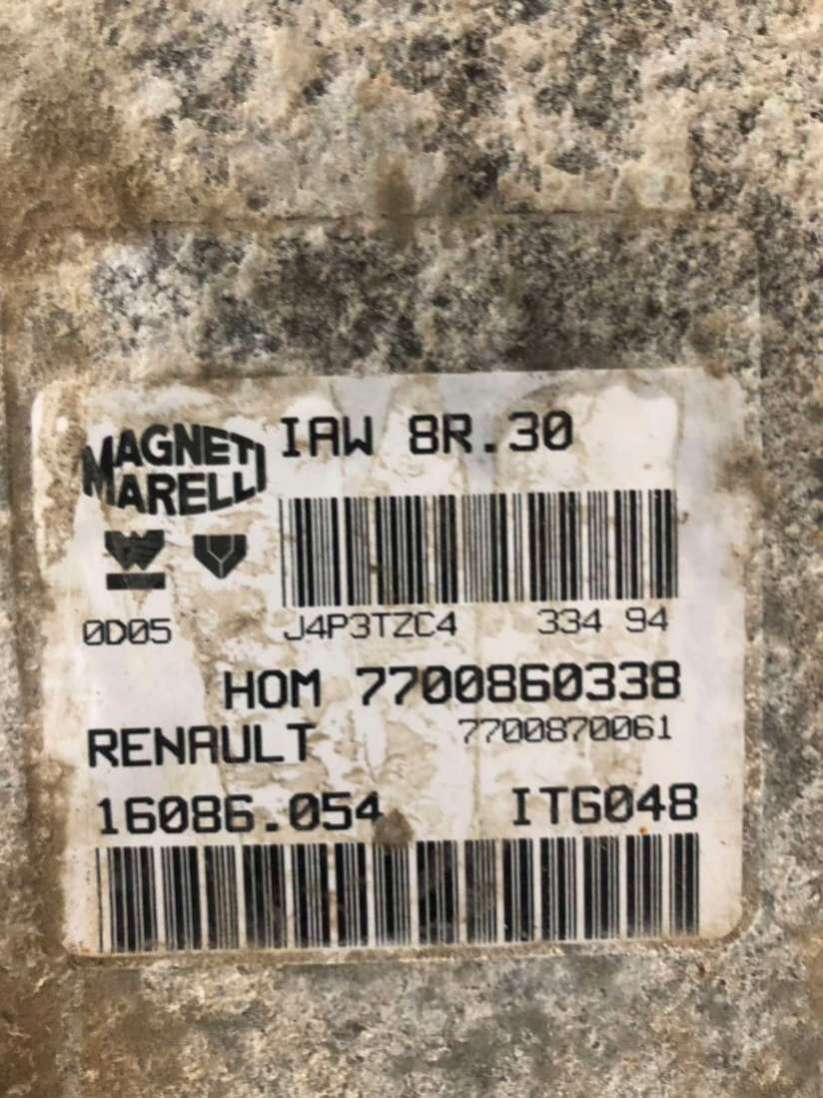 MAGNETI
MARELLI
IAW 8R.30
0D05
J4P3TZC4 334 94
HOM 7700860338
RENAULT 7700870061
16086.054 ITG048